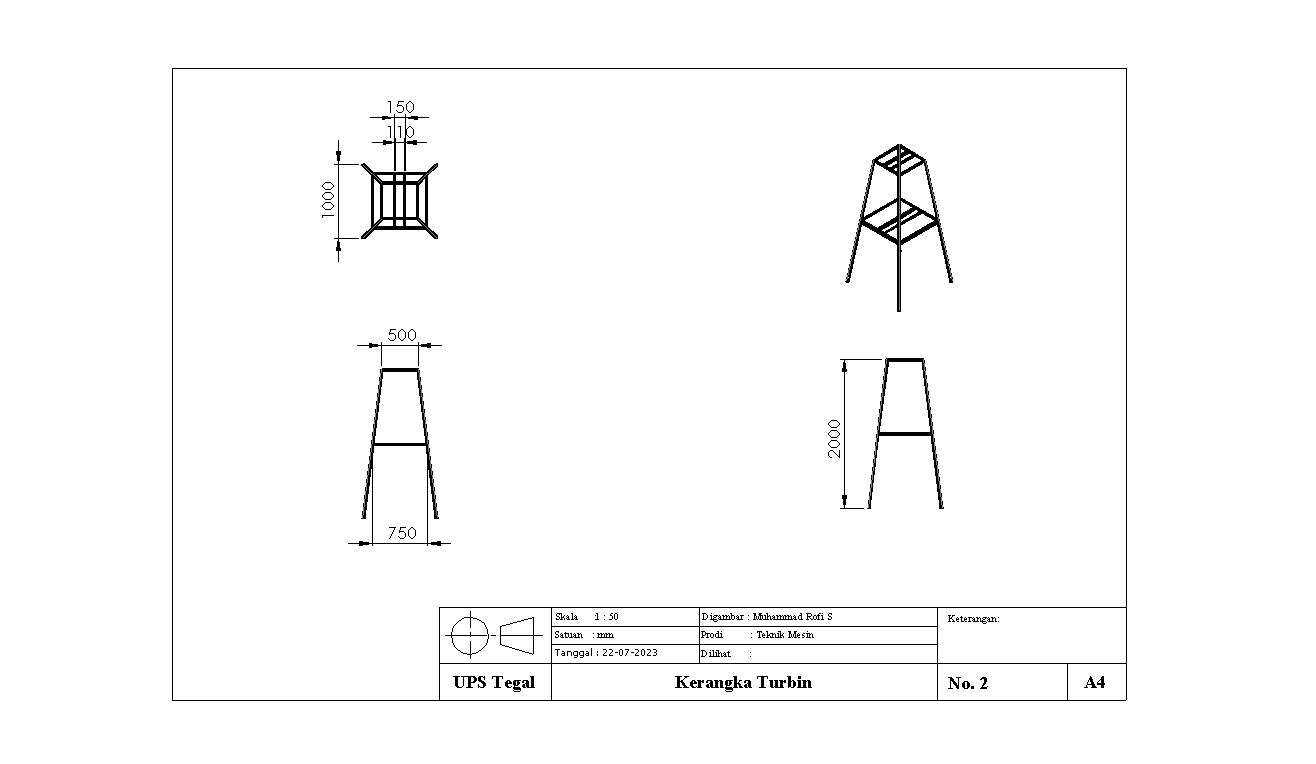 150
110
1000
500
2000
750
Skala 1 : 50
Digambar : Muhammad Rofi S
Keterangan:
Satuan : mm
Prodi : Teknik Mesin
Tanggal : 22-07-2023
Dilihat :
UPS Tegal
Kerangka Turbin
No. 2
A4